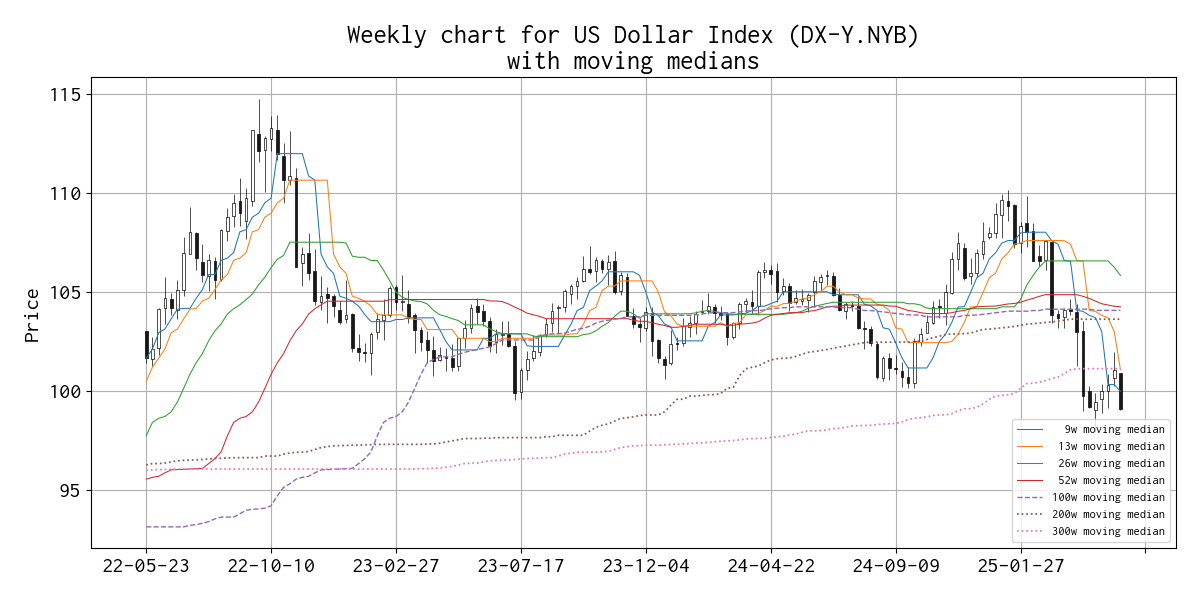 Weekly chart for US Dollar Index (DX-Y.NYB)
with moving medians
Price
115
110
105
100
95
22-05-23
22-10-10
23-02-27
23-07-17
23-12-04
24-04-22
24-09-09
25-01-27
9w moving median
13w moving median
26w moving median
52w moving median
100w moving median
200w moving median
300w moving median